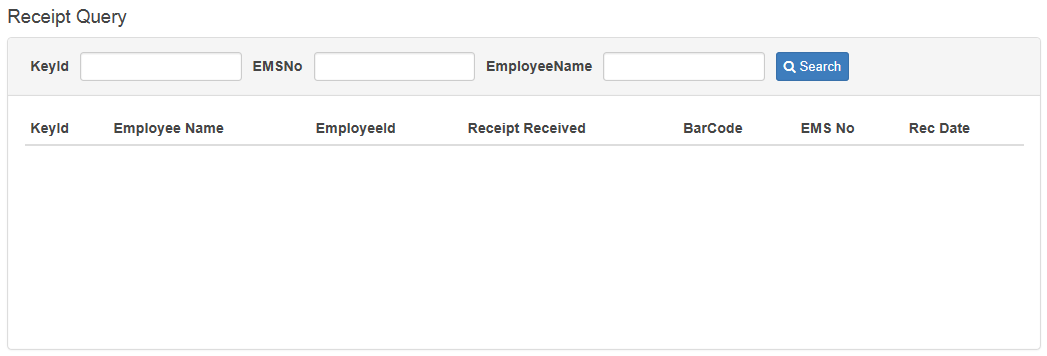 Receipt Query
KeyId EMSNo EmployeeName Search
KeyId Employee Name EmployeeId Receipt Received BarCode EMS No Rec Date